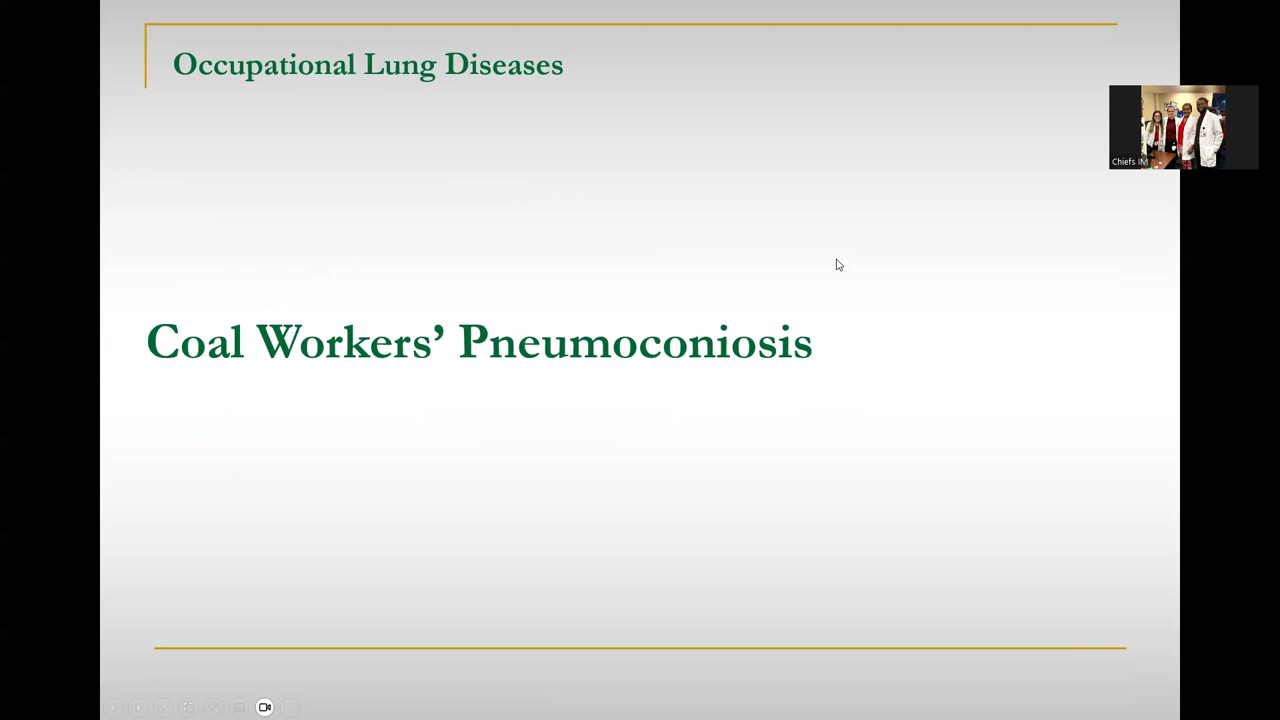 Occupational Lung Diseases
Chiefs IM
Coal Workers’ Pneumoconiosis